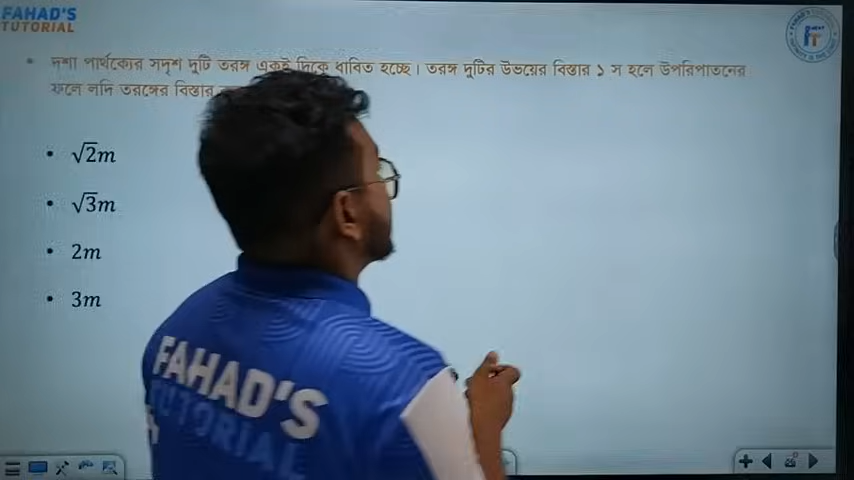 FAHAD'S
TUTORIAL
• দশা পার্থক্যের সদৃশ দুটি তরঙ্গ একই দিকে ধাবিত হচ্ছে। তরঙ্গ দুটির উভয়ের বিস্তার ১ স হলে উপরিপাতনের
ফলে লদি তরঙ্গের বিস্তার
• √2m
• √3m
• 2m
• 3m
FAHAD'S
TUTORIAL